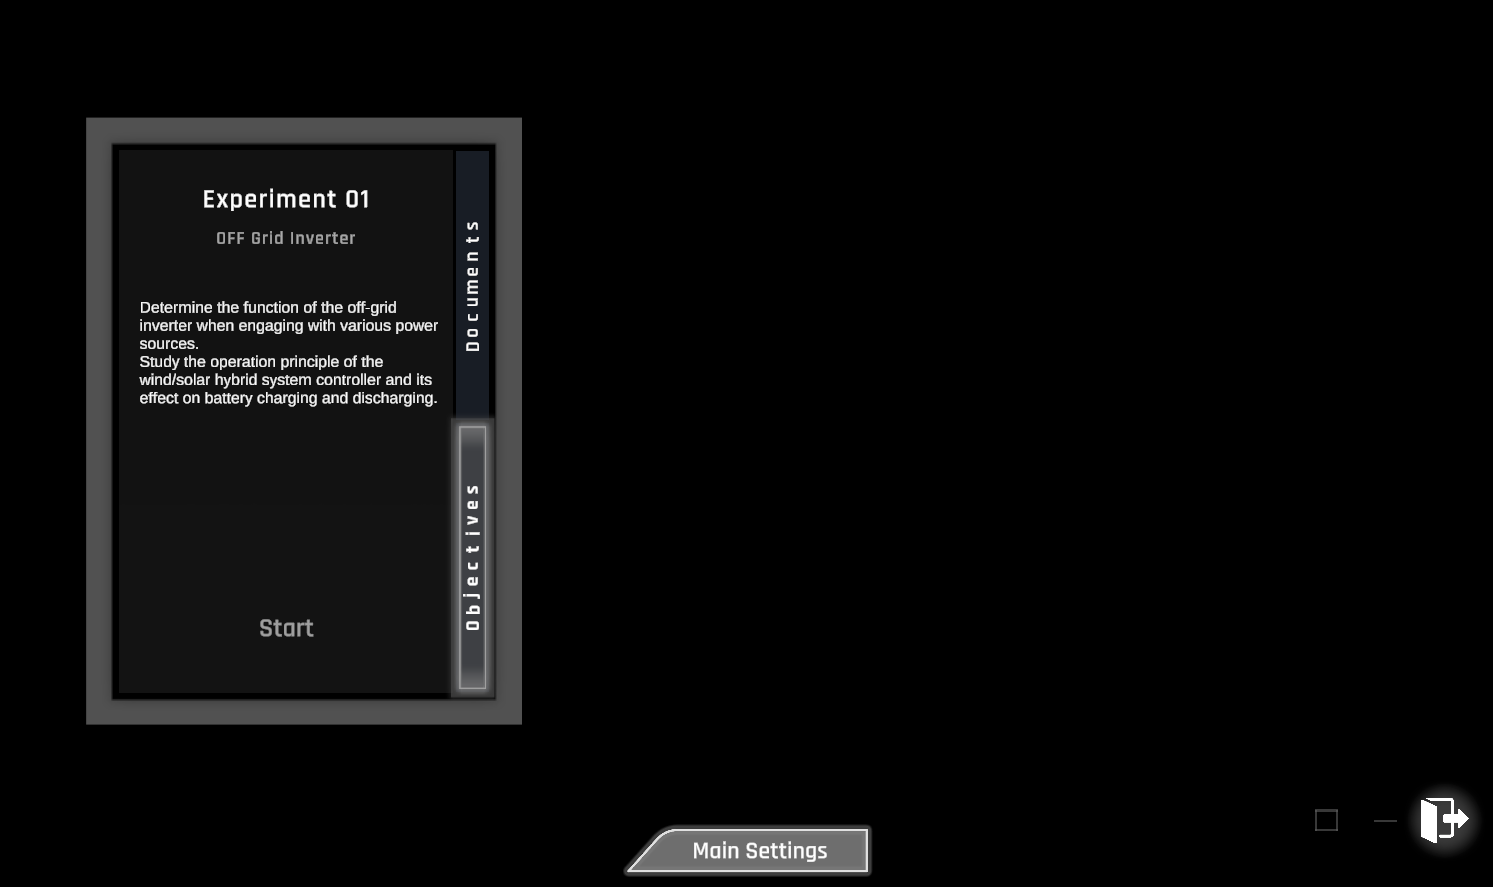 Experiment 01
OFF Grid Inverter
Determine the function of the off-grid
inverter when engaging with various power
sources.
Study the operation principle of the
wind/solar hybrid system controller and its
effect on battery charging and discharging.
Start
Documents
Objectives
Main Settings